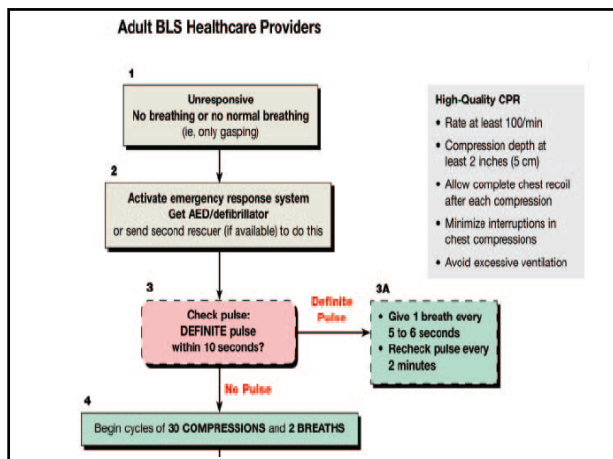 Adult BLS Healthcare Providers
1
Unresponsive
No breathing or no normal breathing
(ie, only gasping)
2
Activate emergency response system
Get AED/defibrillator
or send second rescuer (if available) to do this
3
Check pulse:
DEFINITE pulse
within 10 seconds?
Definite
Pulse
3A
• Give 1 breath every
5 to 6 seconds
• Recheck pulse every
2 minutes
No Pulse
4
Begin cycles of 30 COMPRESSIONS and 2 BREATHS
High-Quality CPR
• Rate at least 100/min
• Compression depth at
least 2 inches (5 cm)
• Allow complete chest recoil
after each compression
• Minimize interruptions in
chest compressions
• Avoid excessive ventilation